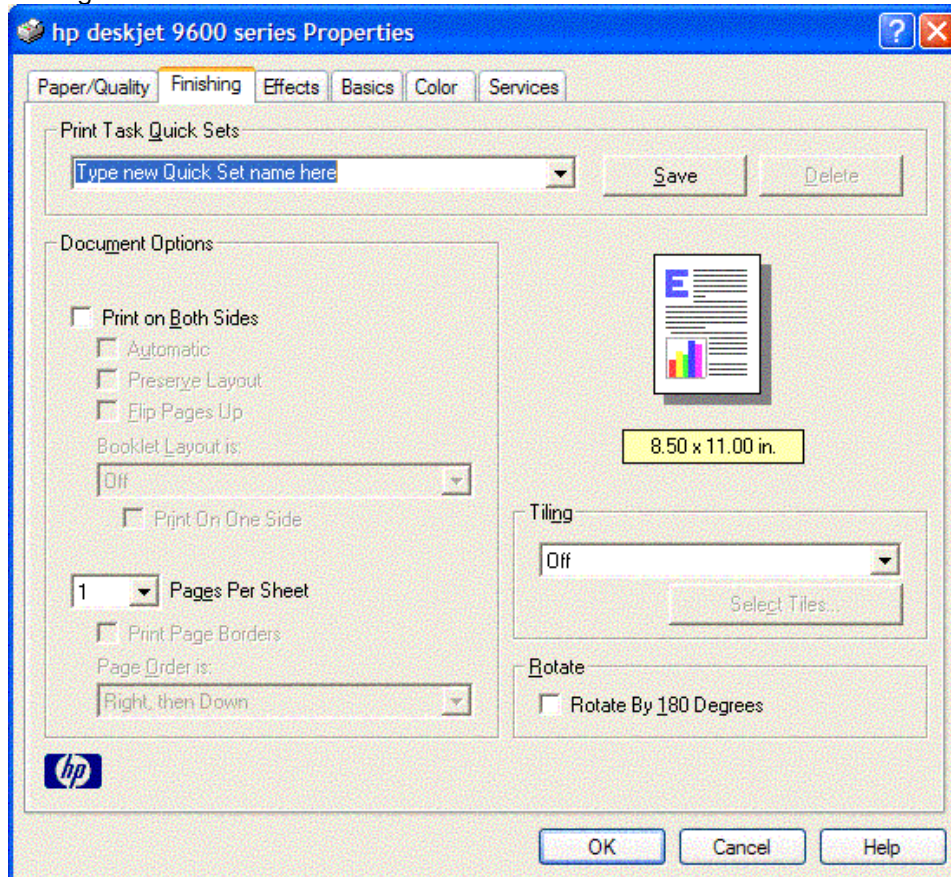 hp deskjet 9600 series Properties
Paper/Quality Finishing Effects Basics Color Services
Print Task Quick Sets
Type new Quick Set name here Save Delete
Document Options
Print on Both Sides
Automatic
Preserve Layout
Flip Pages Up
Booklet Layout is:
Off
Print On One Side
1 Pages Per Sheet
Print Page Borders
Page Order is:
Right, then Down
E
8.50 x 11.00 in.
Tiling
Off
Select Tiles...
Rotate
Rotate By 180 Degrees
hp
OK Cancel Help